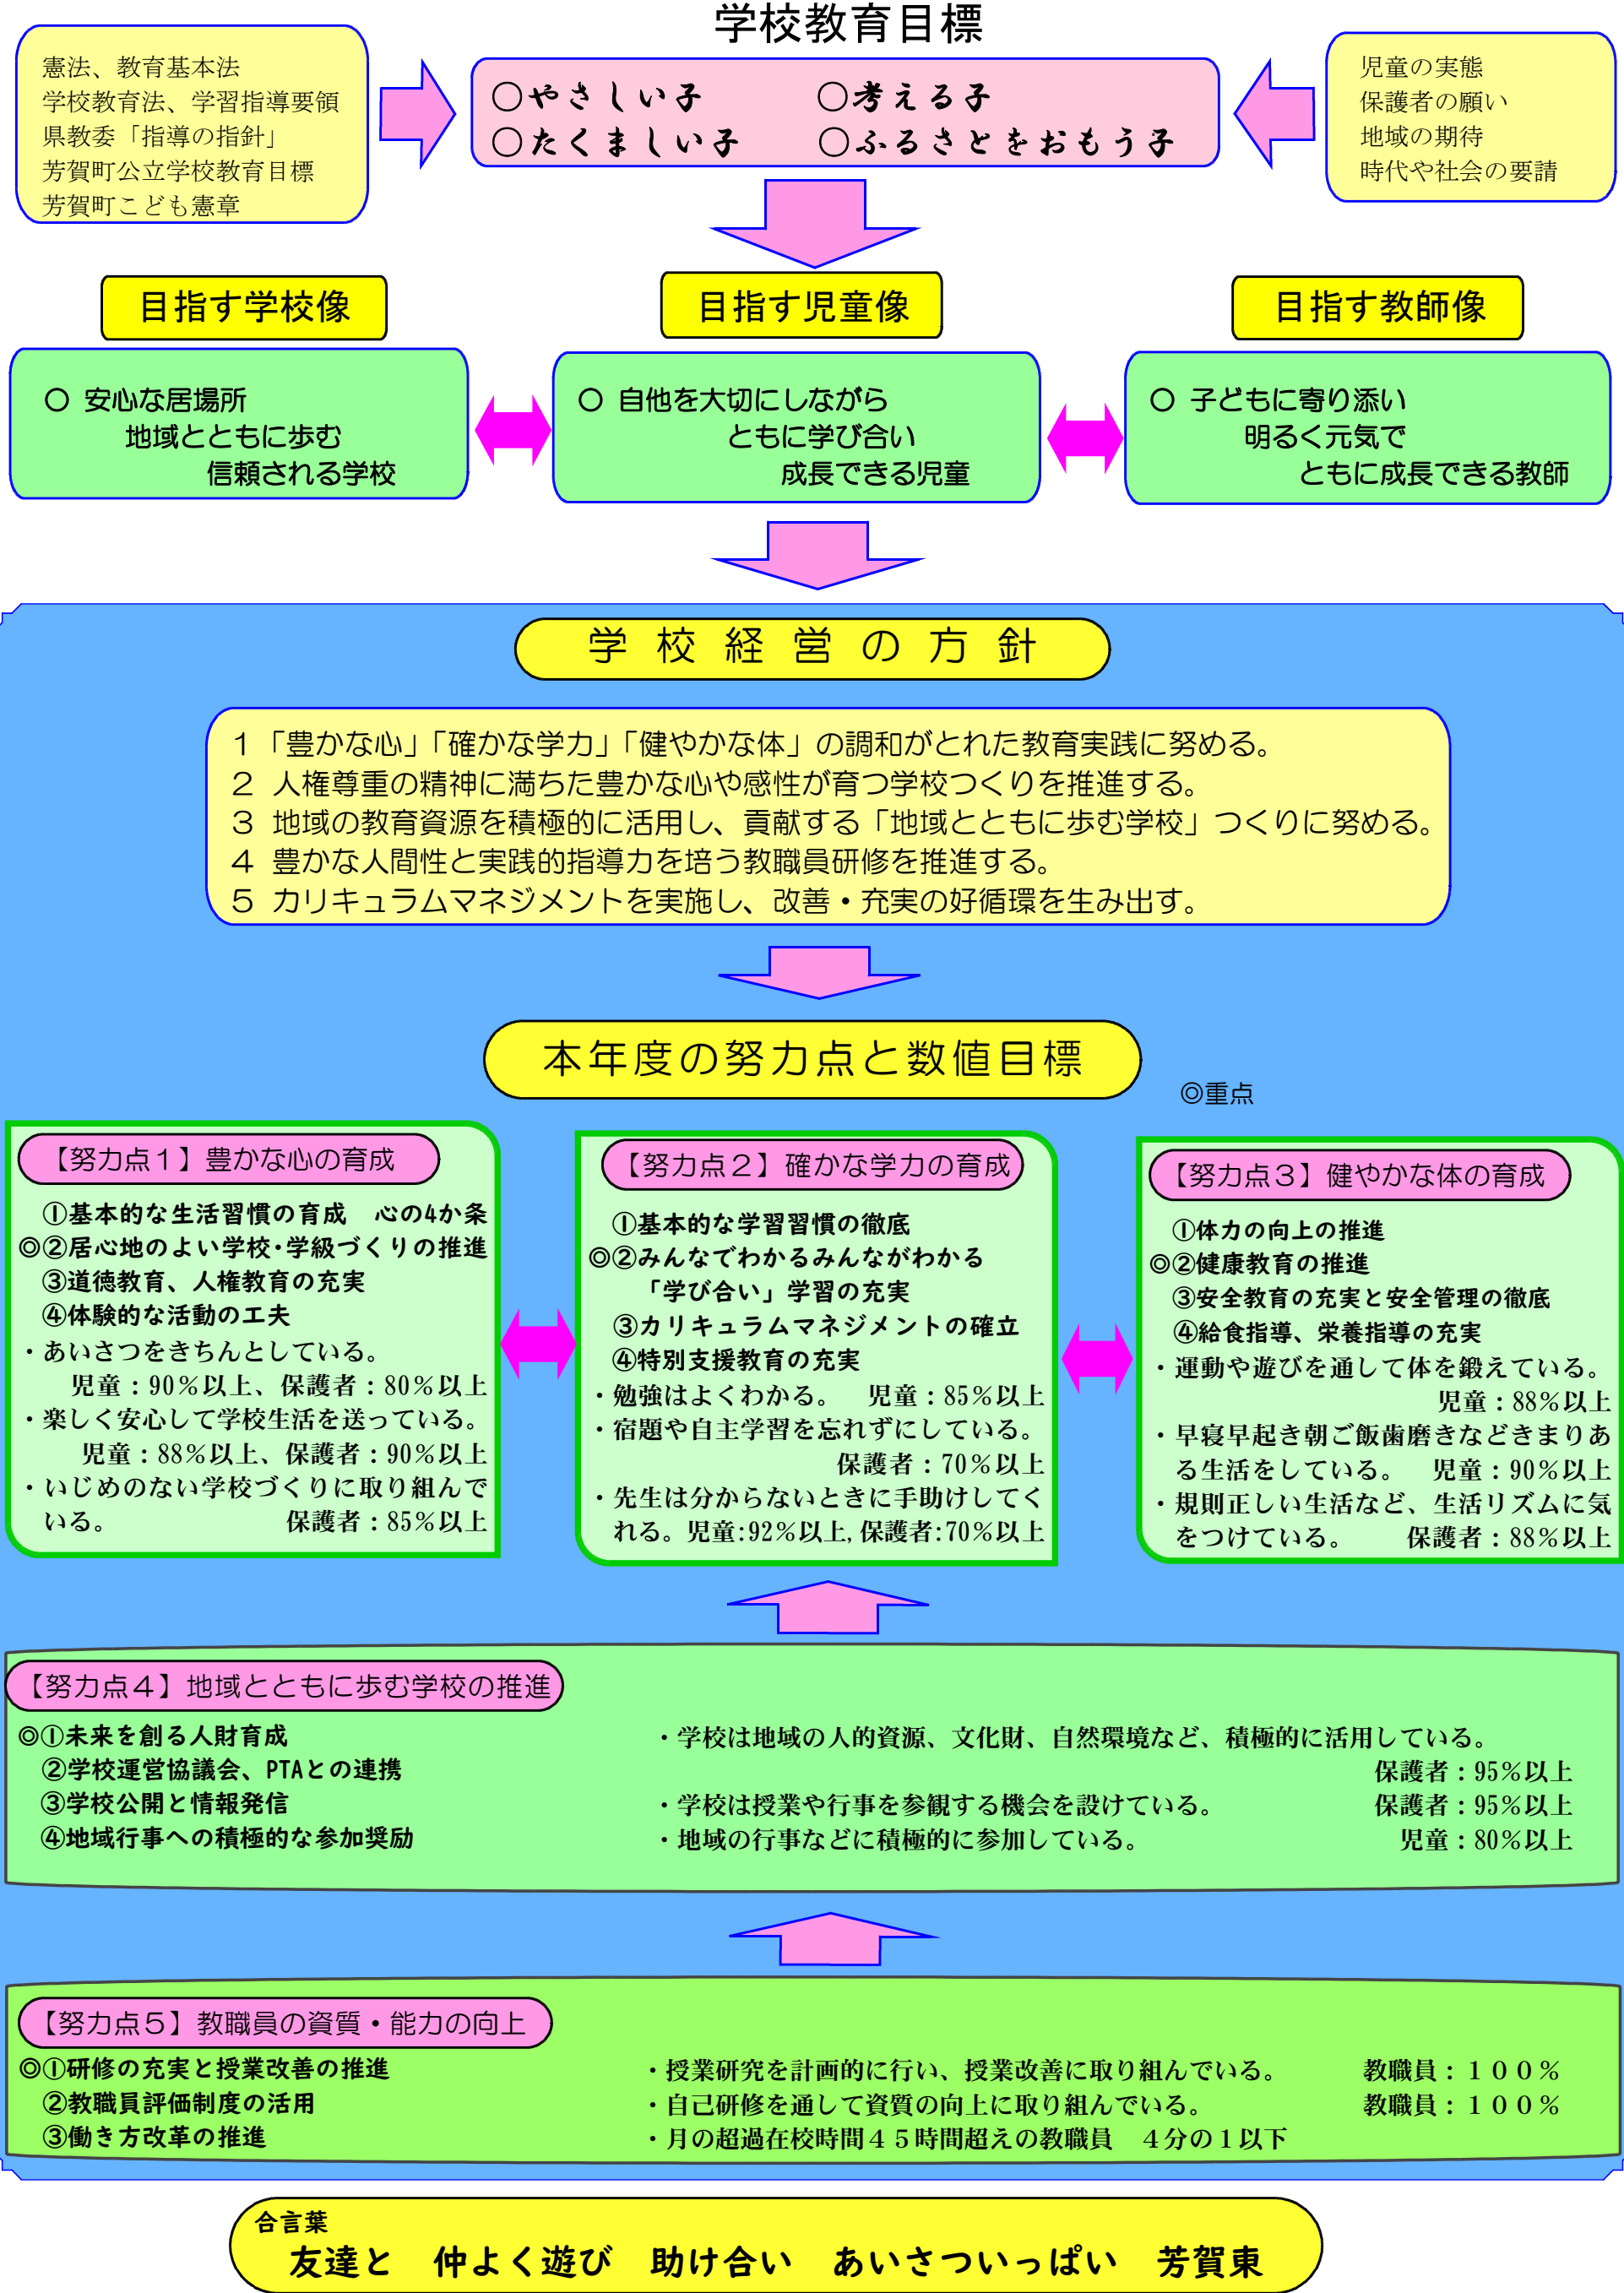 学校教育目標
憲法、教育基本法
学校教育法、学習指導要領
県教委「指導の指針」
芳賀町公立学校教育目標
芳賀町こども憲章
○やさしい子　○考える子
○たくましい子　○ふるさとをおもう子
児童の実態
保護者の願い
地域の期待
時代や社会の要請
目指す学校像
○ 安心な居場所
地域とともに歩む
信頼される学校
目指す児童像
○ 自他を大切にしながら
ともに学び合い
成長できる児童
目指す教師像
○ 子どもに寄り添い
明るく元気で
ともに成長できる教師
学校経営の方針
１「豊かな心」「確かな学力」「健やかな体」の調和がとれた教育実践に努める。
２ 人権尊重の精神に満ちた豊かな心や感性が育つ学校つくりを推進する。
３ 地域の教育資源を積極的に活用し、貢献する「地域とともに歩む学校」つくりに努める。
４ 豊かな人間性と実践的指導力を培う教職員研修を推進する。
５ カリキュラムマネジメントを実施し、改善・充実の好循環を生み出す。
本年度の努力点と数値目標
◎重点
【努力点１】豊かな心の育成
①基本的な生活習慣の育成　心の4か条
◎②居心地のよい学校･学級づくりの推進
③道徳教育、人権教育の充実
④体験的な活動の工夫
・あいさつをきちんとしている。
児童：90％以上、保護者：80％以上
・楽しく安心して学校生活を送っている。
児童：88％以上、保護者：90％以上
・いじめのない学校づくりに取り組んで
いる。　保護者：85％以上
【努力点２】確かな学力の育成
①基本的な学習習慣の徹底
◎②みんなでわかるみんながわかる
「学び合い」学習の充実
③カリキュラムマネジメントの確立
④特別支援教育の充実
・勉強はよくわかる。　児童：85％以上
・宿題や自主学習を忘れずにしている。
保護者：70％以上
・先生は分からないときに手助けしてく
れる。児童:92％以上,保護者:70％以上
【努力点３】健やかな体の育成
①体力の向上の推進
◎②健康教育の推進
③安全教育の充実と安全管理の徹底
④給食指導、栄養指導の充実
・運動や遊びを通して体を鍛えている。
児童：88％以上
・早寝早起き朝ご飯歯磨きなどきまりあ
る生活をしている。　児童：90％以上
・規則正しい生活など、生活リズムに気
をつけている。　保護者：88％以上
【努力点４】地域とともに歩む学校の推進
◎①未来を創る人財育成
②学校運営協議会、PTAとの連携
③学校公開と情報発信
④地域行事への積極的な参加奨励
・学校は地域の人的資源、文化財、自然環境など、積極的に活用している。
保護者：95％以上
・学校は授業や行事を参観する機会を設けている。　保護者：95％以上
・地域の行事などに積極的に参加している。　児童：80％以上
【努力点５】教職員の資質・能力の向上
◎①研修の充実と授業改善の推進
②教職員評価制度の活用
③働き方改革の推進
・授業研究を計画的に行い、授業改善に取り組んでいる。　教職員：１００％
・自己研修を通して資質の向上に取り組んでいる。　教職員：１００％
・月の超過在校時間４５時間超えの教職員　４分の１以下
合言葉
友達と　仲よく遊び　助け合い　あいさついっぱい　芳賀東